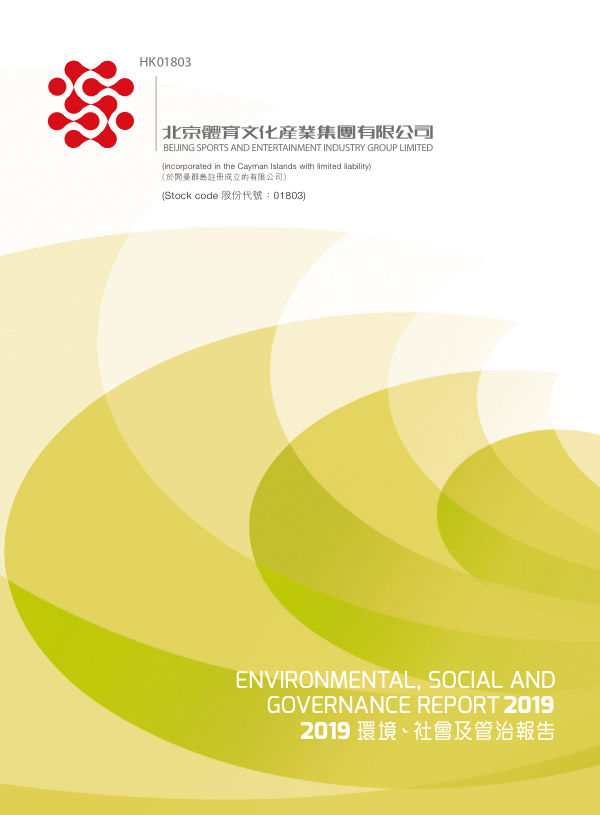 HK01803
北京體育文化產業集團有限公司
BEIJING SPORTS AND ENTERTAINMENT INDUSTRY GROUP LIMITED
(incorporated in the Cayman Islands with limited liability)
(於開曼群島註冊成立的有限公司)
(Stock code 股份代號：01803)
ENVIRONMENTAL, SOCIAL AND
GOVERNANCE REPORT 2019
2019 環境、社會及管治報告